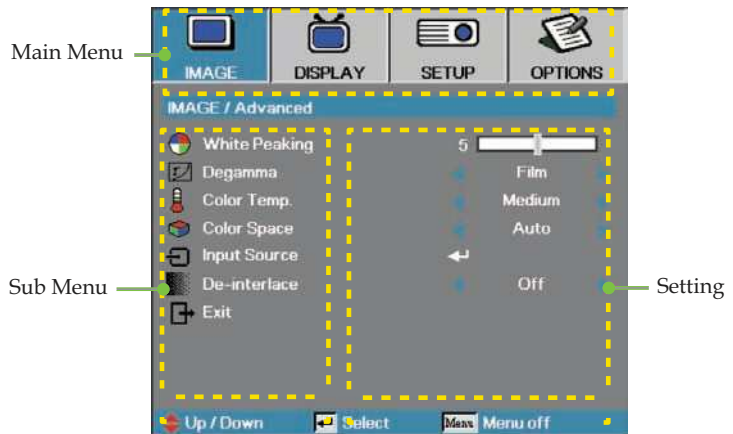 Main Menu
IMAGE DISPLAY SETUP OPTIONS
IMAGE / Advanced
White Peaking 5
Degamma Film
Color Temp. Medium
Color Space Auto
Input Source
Sub Menu
De-interlace Off
Setting
Exit
Up / Down Select Menu Menu off